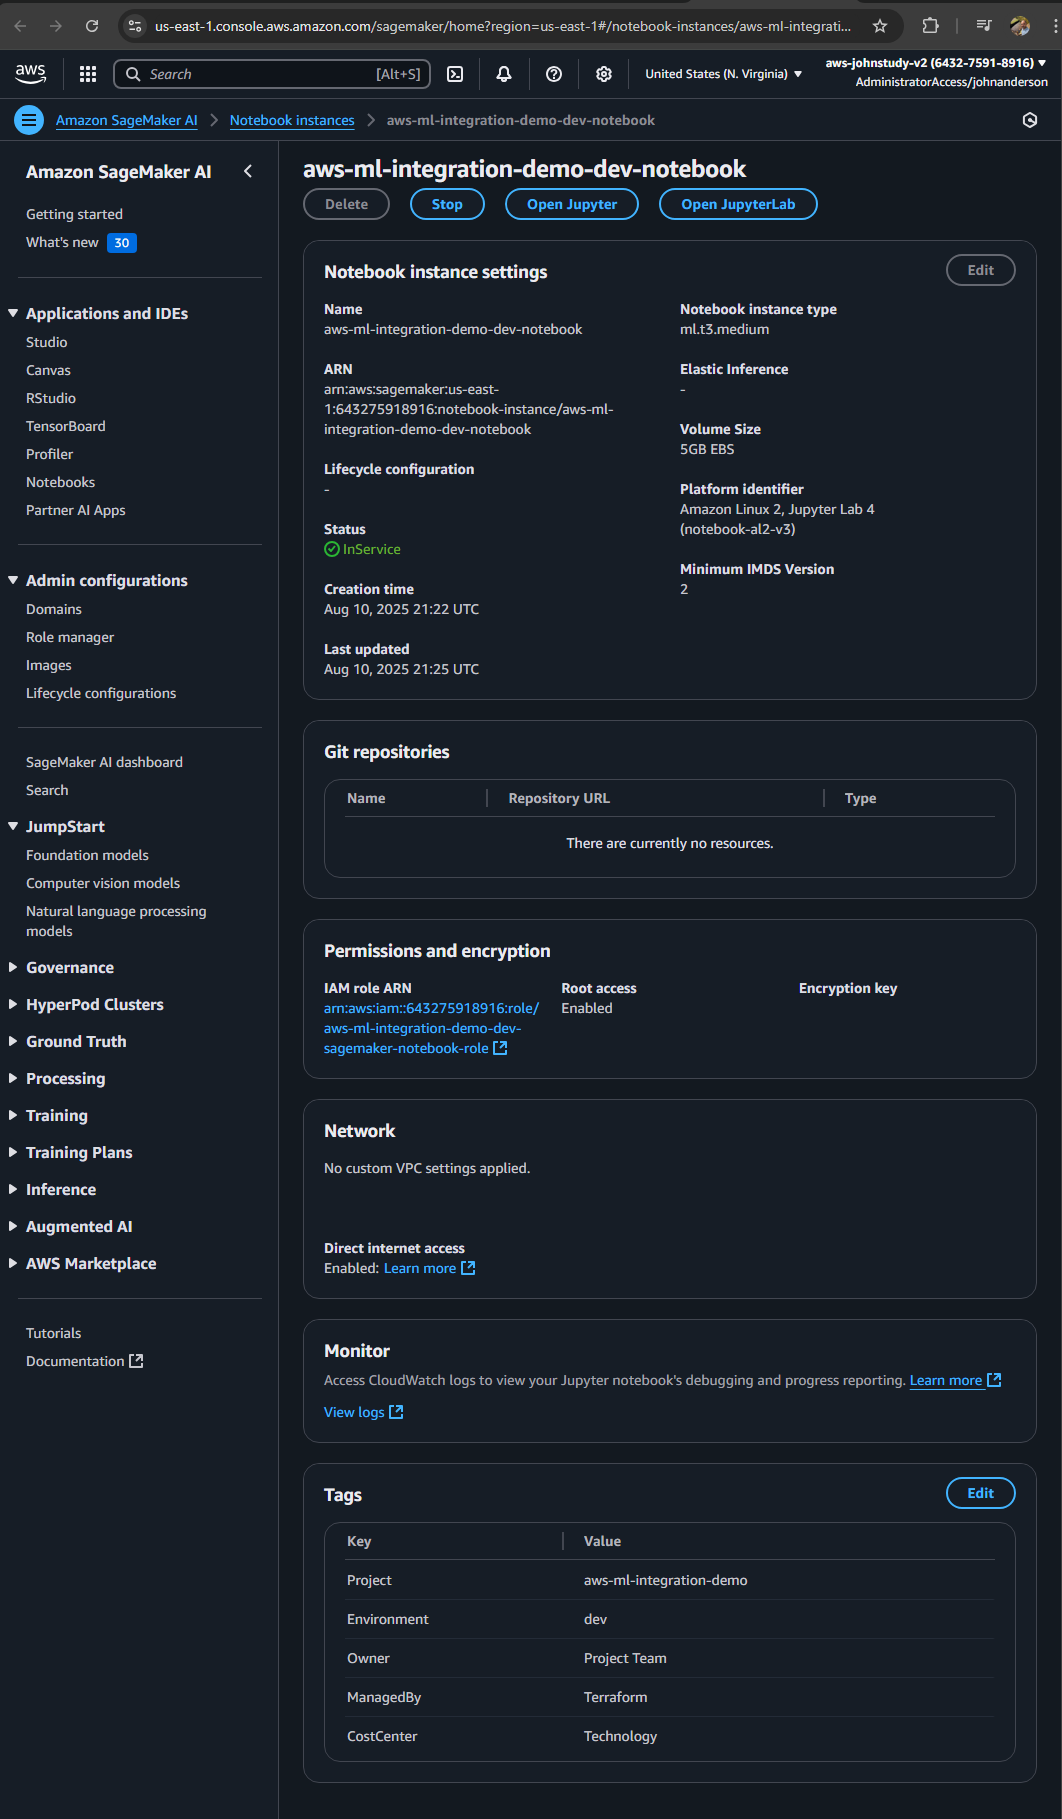 us-east-1.console.aws.amazon.com/sagemaker/home?region=us-east-1#/notebook-instances/aws-ml-integrati...
aws
Search
[Alt+S]
United States (N. Virginia)
aws-johnstudy-v2 (6432-7591-8916)
AdministratorAccess/johnanderson
Amazon SageMaker AI
Notebook instances
aws-ml-integration-demo-dev-notebook
Amazon SageMaker AI
Getting started
What's new 30
Applications and IDEs
Studio
Canvas
RStudio
TensorBoard
Profiler
Notebooks
Partner AI Apps
Admin configurations
Domains
Role manager
Images
Lifecycle configurations
SageMaker AI dashboard
Search
JumpStart
Foundation models
Computer vision models
Natural language processing
models
Governance
HyperPod Clusters
Ground Truth
Processing
Training
Training Plans
Inference
Augmented AI
AWS Marketplace
Tutorials
Documentation
aws-ml-integration-demo-dev-notebook
Delete
Stop
Open Jupyter
Open JupyterLab
Notebook instance settings
Edit
Name
aws-ml-integration-demo-dev-notebook
ARN
arn:aws:sagemaker:us-east-
1:643275918916:notebook-instance/aws-ml-
integration-demo-dev-notebook
Lifecycle configuration
-
Status
InService
Creation time
Aug 10, 2025 21:22 UTC
Last updated
Aug 10, 2025 21:25 UTC
Notebook instance type
ml.t3.medium
Elastic Inference
-
Volume Size
5GB EBS
Platform identifier
Amazon Linux 2, Jupyter Lab 4
(notebook-al2-v3)
Minimum IMDS Version
2
Git repositories
Name
Repository URL
Type
There are currently no resources.
Permissions and encryption
IAM role ARN
arn:aws:iam::643275918916:role/
aws-ml-integration-demo-dev-
sagemaker-notebook-role
Root access
Enabled
Encryption key
Network
No custom VPC settings applied.
Direct internet access
Enabled: Learn more
Monitor
Access CloudWatch logs to view your Jupyter notebook's debugging and progress reporting. Learn more
View logs
Tags
Edit
Key
Value
Project
aws-ml-integration-demo
Environment
dev
Owner
Project Team
ManagedBy
Terraform
CostCenter
Technology